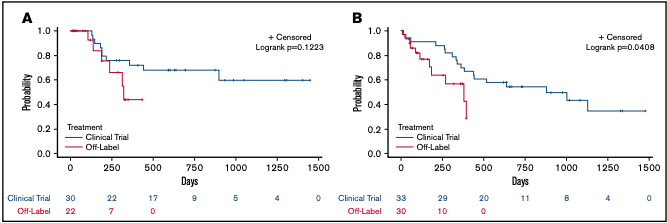 A
+ Censored
Logrank p=0.1223
Probability
1.0
0.8
0.6
0.4
0.2
0.0
Treatment
Clinical Trial
Off-Label
0 250 500 750 1000 1250 1500
Days
Clinical Trial 30 22 17 9 5 4 0
Off-Label 22 7 0
B
+ Censored
Logrank p=0.0408
Probability
1.0
0.8
0.6
0.4
0.2
0.0
Treatment
Clinical Trial
Off-Label
0 250 500 750 1000 1250 1500
Days
Clinical Trial 33 29 20 11 8 4 0
Off-Label 30 10 0